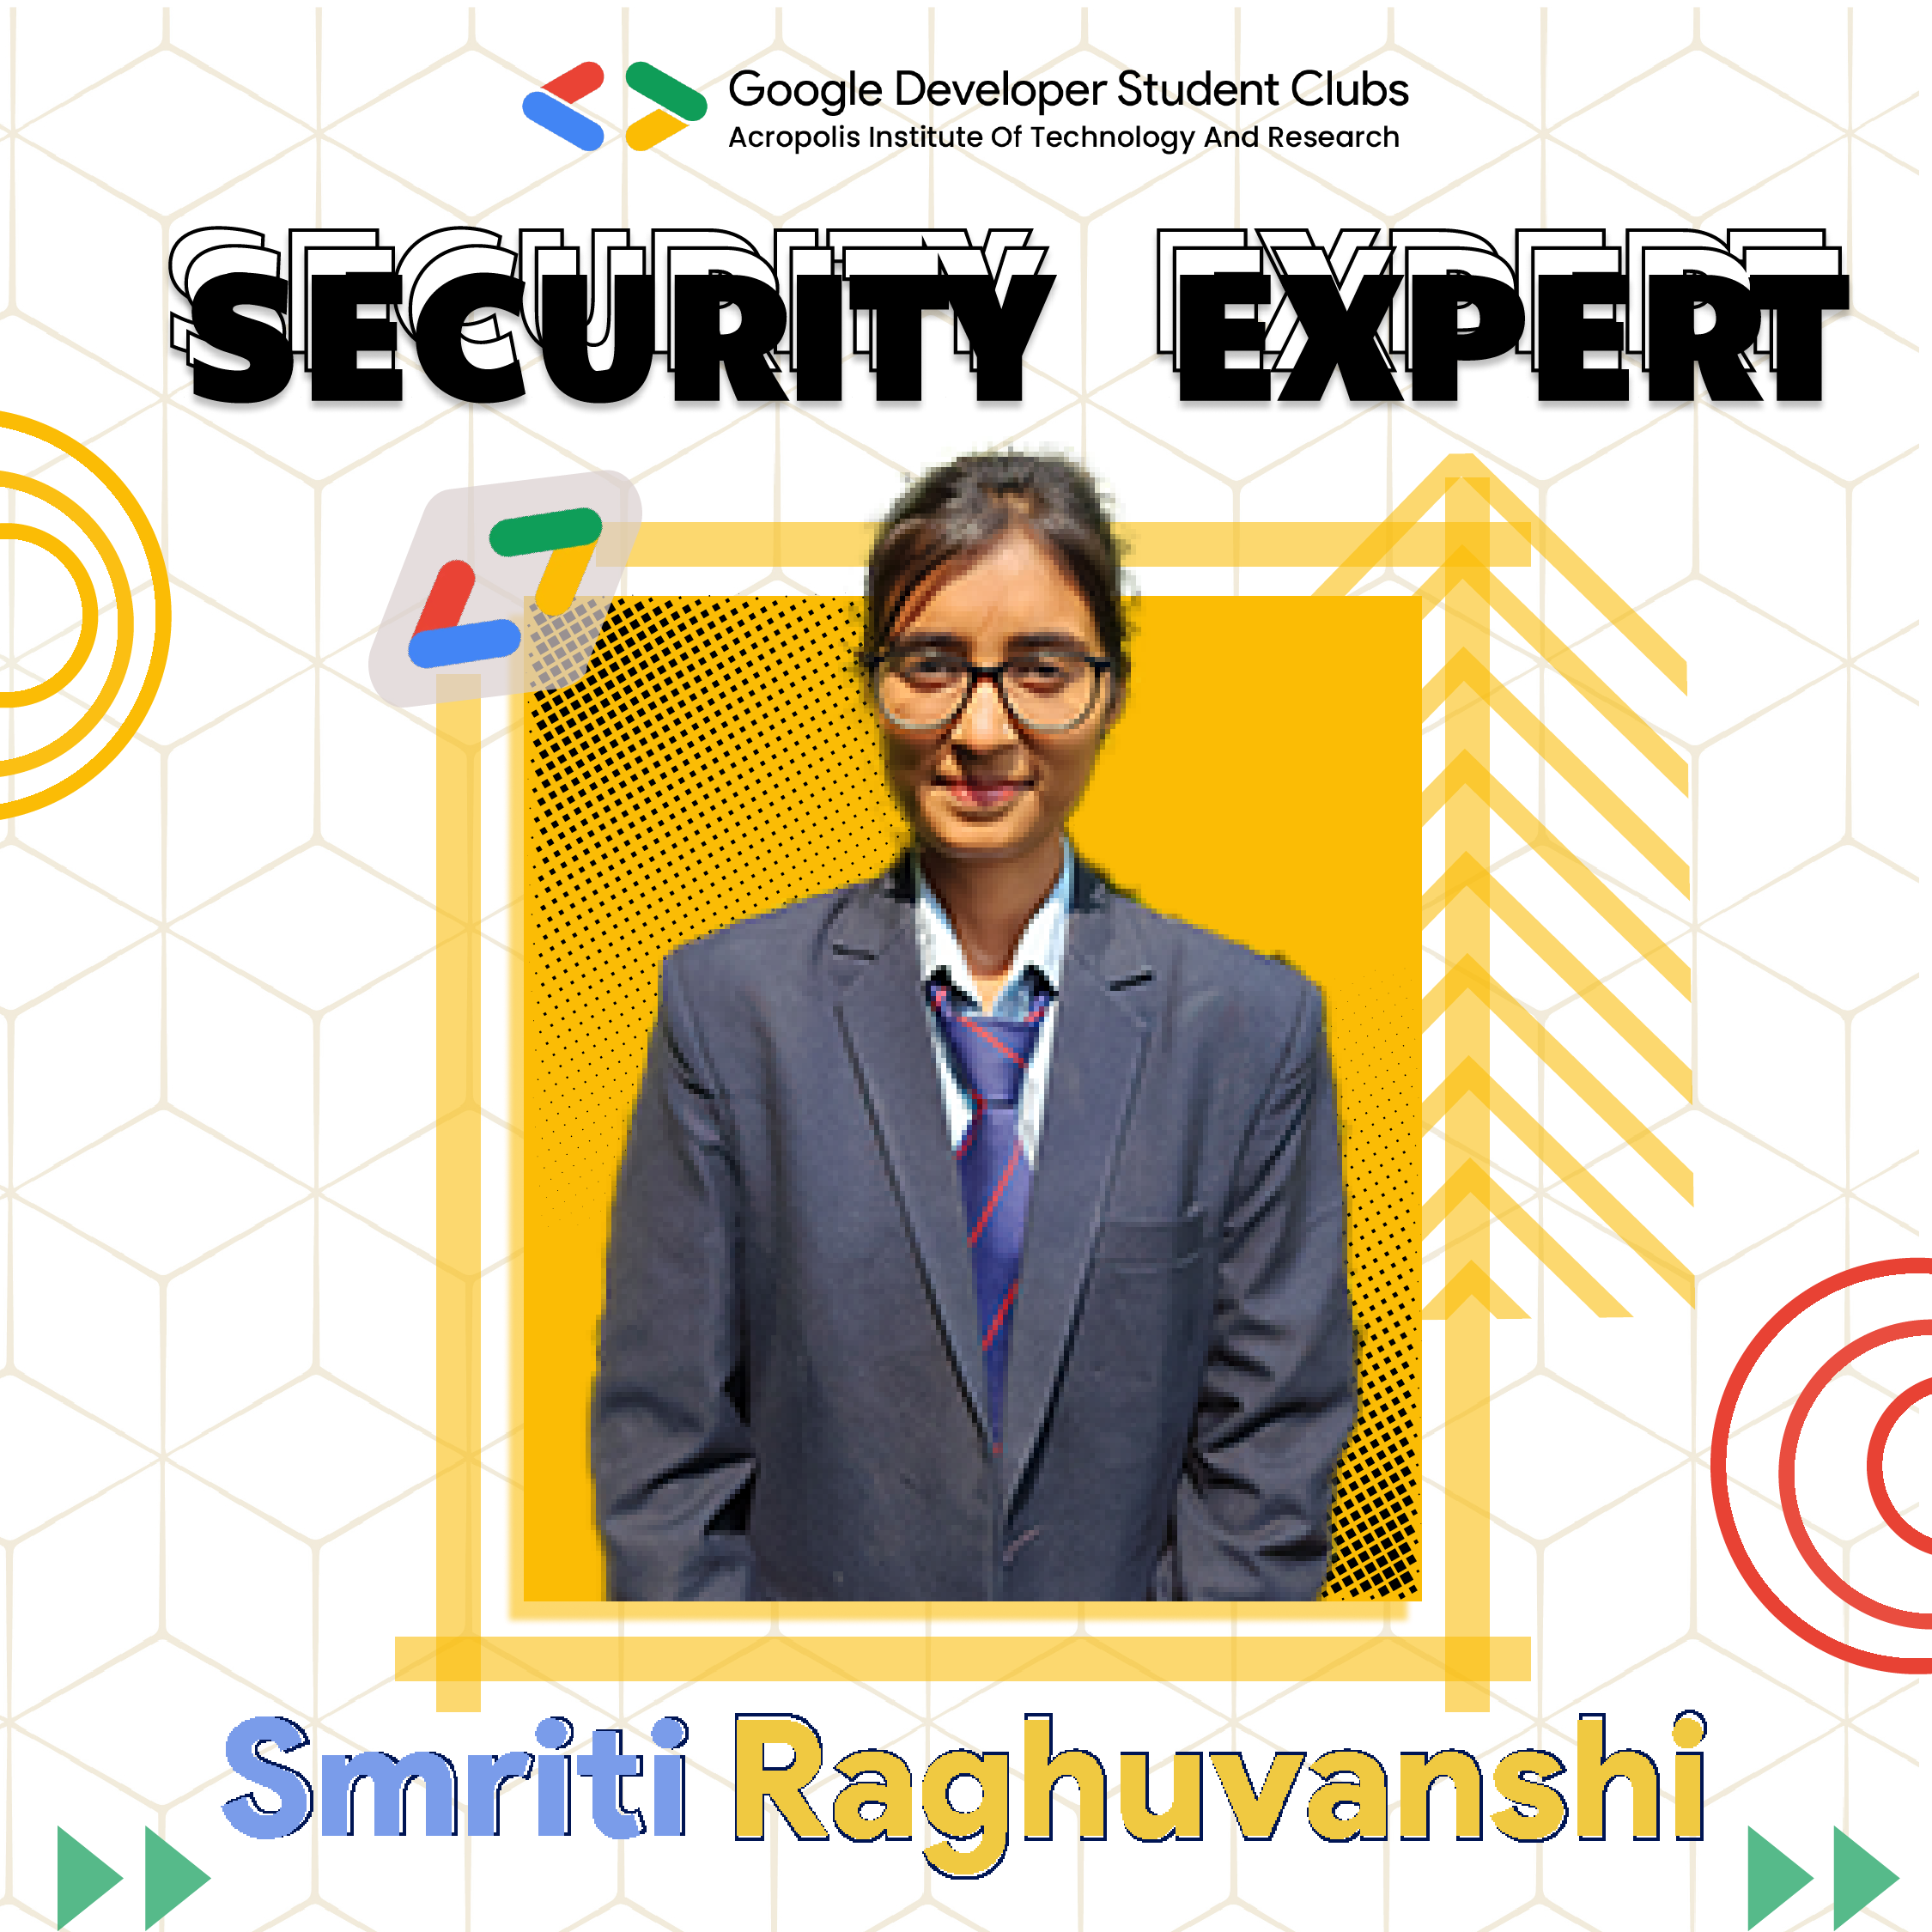 Google Developer Student Clubs
Acropolis Institute Of Technology And Research
SECURITY EXPERT
Smriti Raghuvanshi